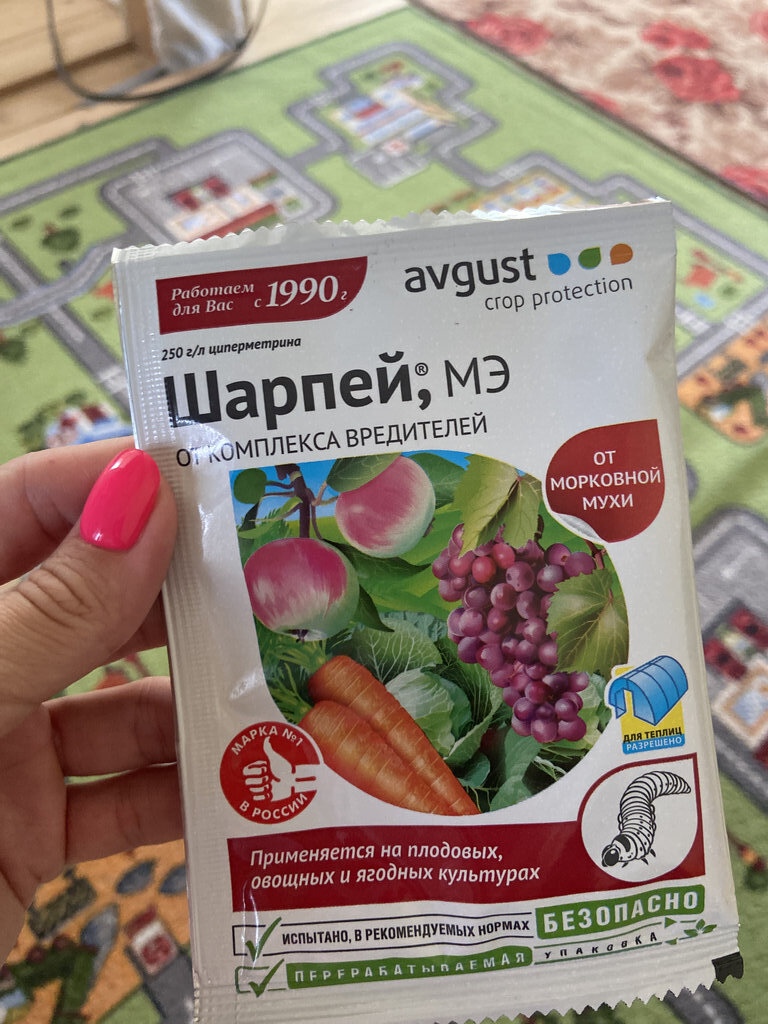 Работаем
для Вас с 1990 г
avgust
crop protection
250 г/л циперметрина
Шарпей®, МЭ
ОТ КОМПЛЕКСА ВРЕДИТЕЛЕЙ
ОТ
МОРКОВНОЙ
МУХИ
ДЛЯ ТЕПЛИЦ
РАЗРЕШЕНО
МАРКА №1
В РОССИИ
Применяется на плодовых,
овощных и ягодных культурах
ИСПЫТАНО, В РЕКОМЕНДУЕМЫХ НОРМАХ БЕЗОПАСНО
ПЕРЕРАБАТЫВАЕМАЯ УПАКОВКА